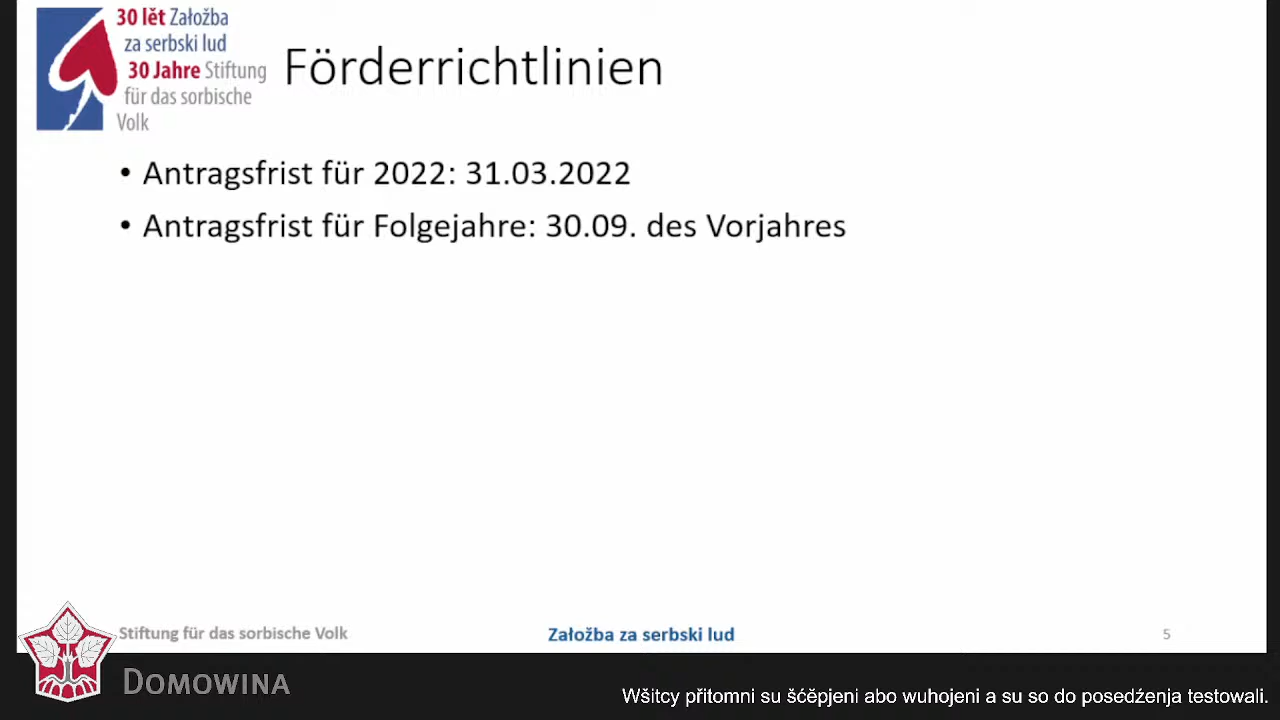 30 lět Załožba
za serbski lud
30 Jahre Stiftung
für das sorbische
Volk
Förderrichtlinien
• Antragsfrist für 2022: 31.03.2022
• Antragsfrist für Folgejahre: 30.09. des Vorjahres
Stiftung für das sorbische Volk
Załožba za serbski lud
5
DOMOWINA
Wšitcy přitomni su šćěpjeni abo wuhojeni a su so do posedźenja testowali.